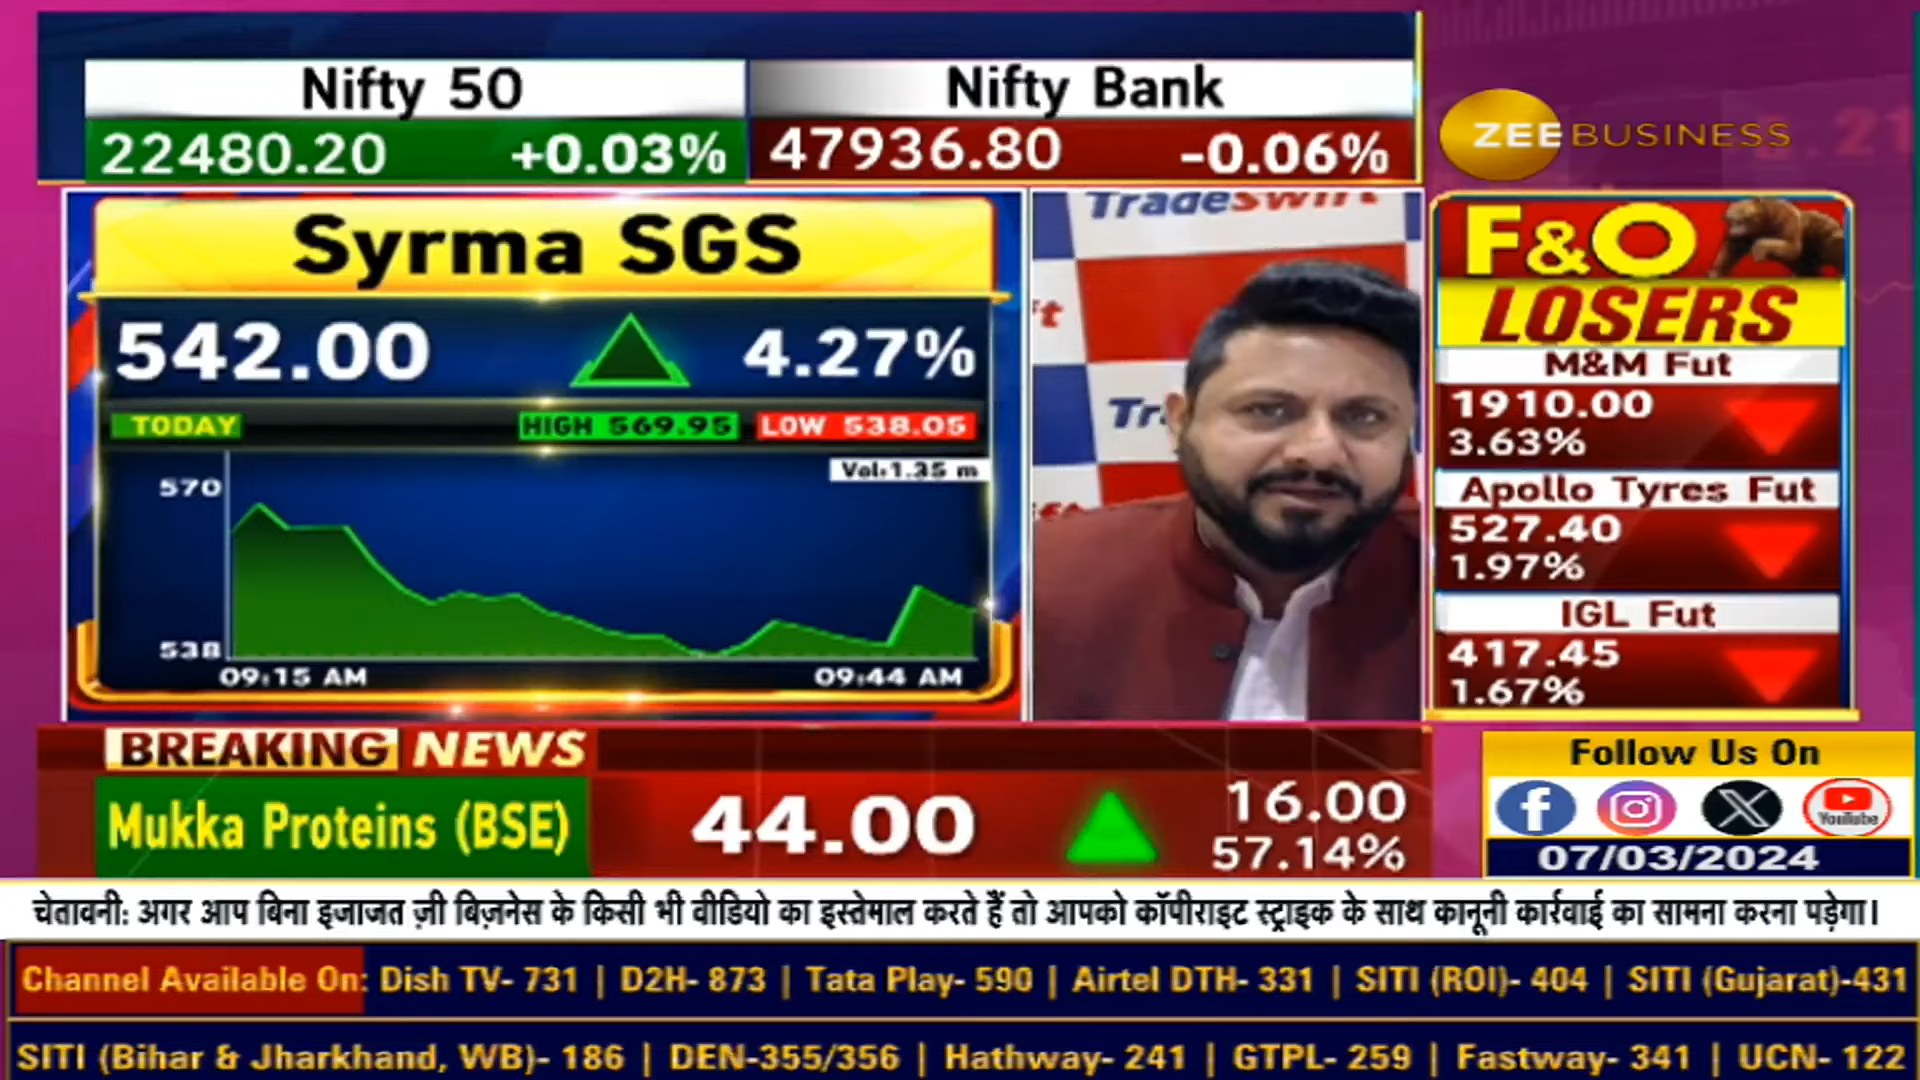 Nifty 50
22480.20 +0.03%
Nifty Bank
47936.80 -0.06%
ZEE BUSINESS
Syrma SGS
542.00 4.27%
TODAY HIGH 569.95 LOW 538.05
Vol:1.35 m
570
538
09:15 AM 09:44 AM
TradeSwift
F&O
LOSERS
M&M Fut
1910.00
3.63%
Apollo Tyres Fut
527.40
1.97%
IGL Fut
417.45
1.67%
BREAKING NEWS
Mukka Proteins (BSE) 44.00 16.00
57.14%
Follow Us On
YouTube
07/03/2024
चेतावनी: अगर आप बिना इजाजत ज़ी बिज़नेस के किसी भी वीडियो का इस्तेमाल करते हैं तो आपको कॉपीराइट स्ट्राइक के साथ कानूनी कार्रवाई का सामना करना पड़ेगा।
Channel Available On: Dish TV- 731 | D2H- 873 | Tata Play- 590 | Airtel DTH- 331 | SITI (ROI)- 404 | SITI (Gujarat)-431
SITI (Bihar & Jharkhand, WB)- 186 | DEN-355/356 | Hathway- 241 | GTPL- 259 | Fastway- 341 | UCN- 122